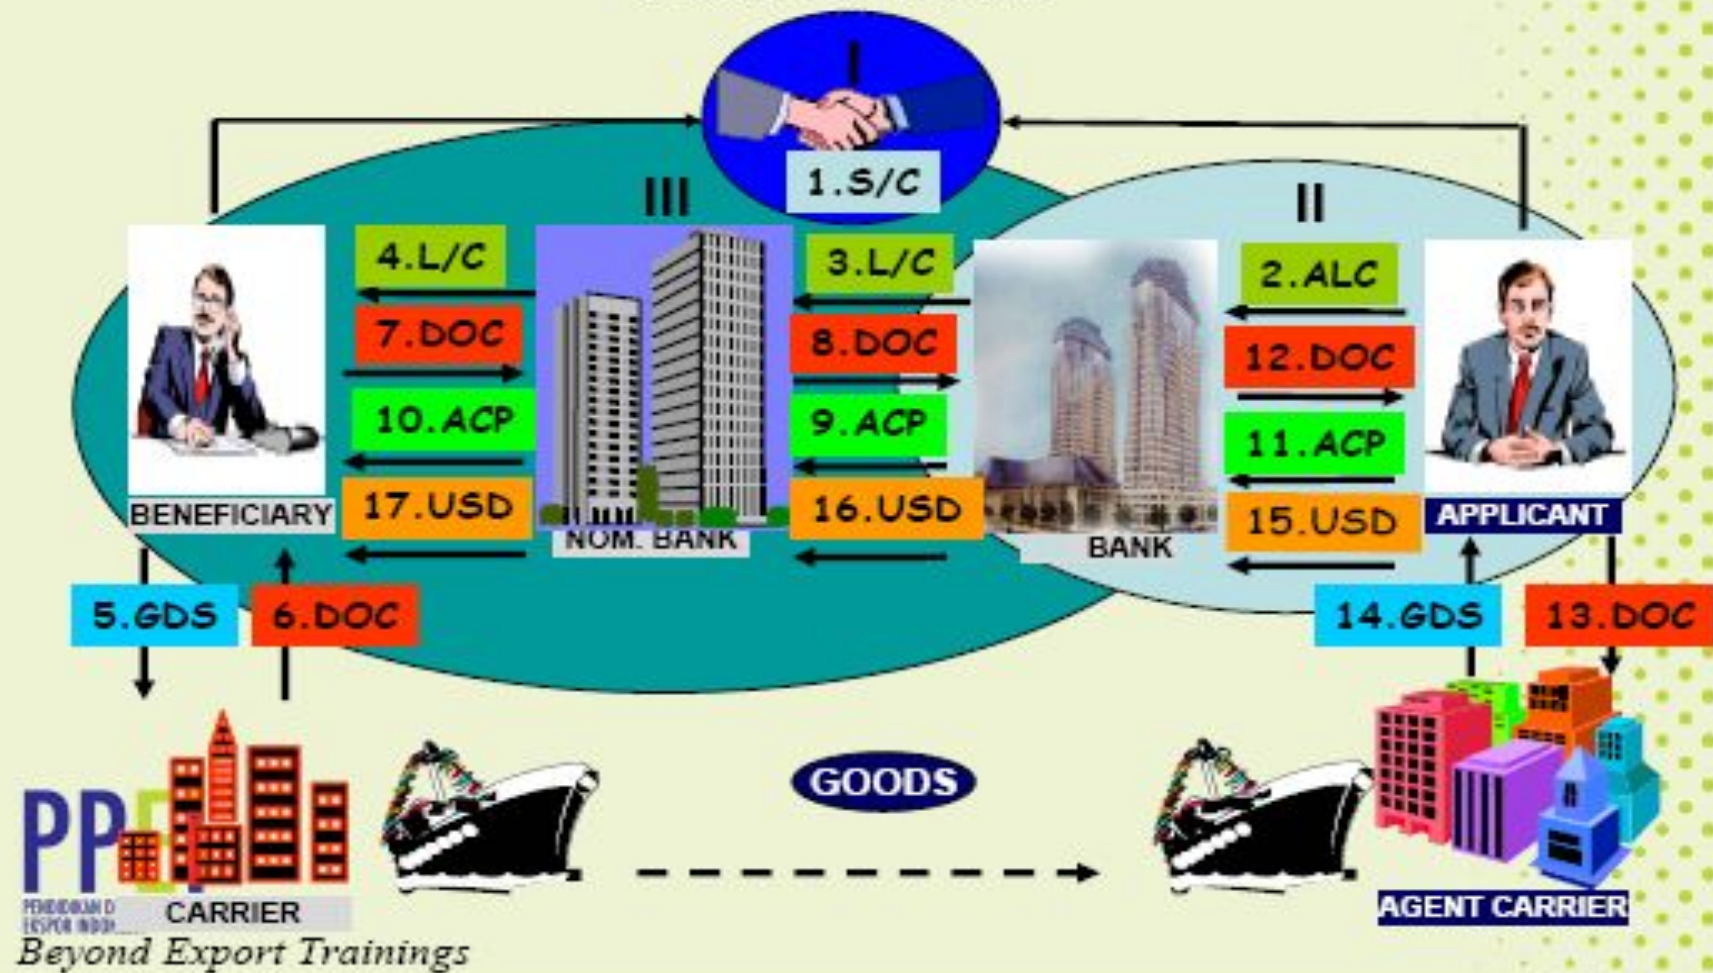 I
1.S/C
III
II
4.L/C
3.L/C
2.ALC
7.DOC
8.DOC
12.DOC
10.ACP
9.ACP
11.ACP
17.USD
16.USD
15.USD
BENEFICIARY
NOM. BANK
BANK
APPLICANT
5.GDS
6.DOC
14.GDS
13.DOC
GOODS
PP
CARRIER
AGENT CARRIER
Beyond Export Trainings